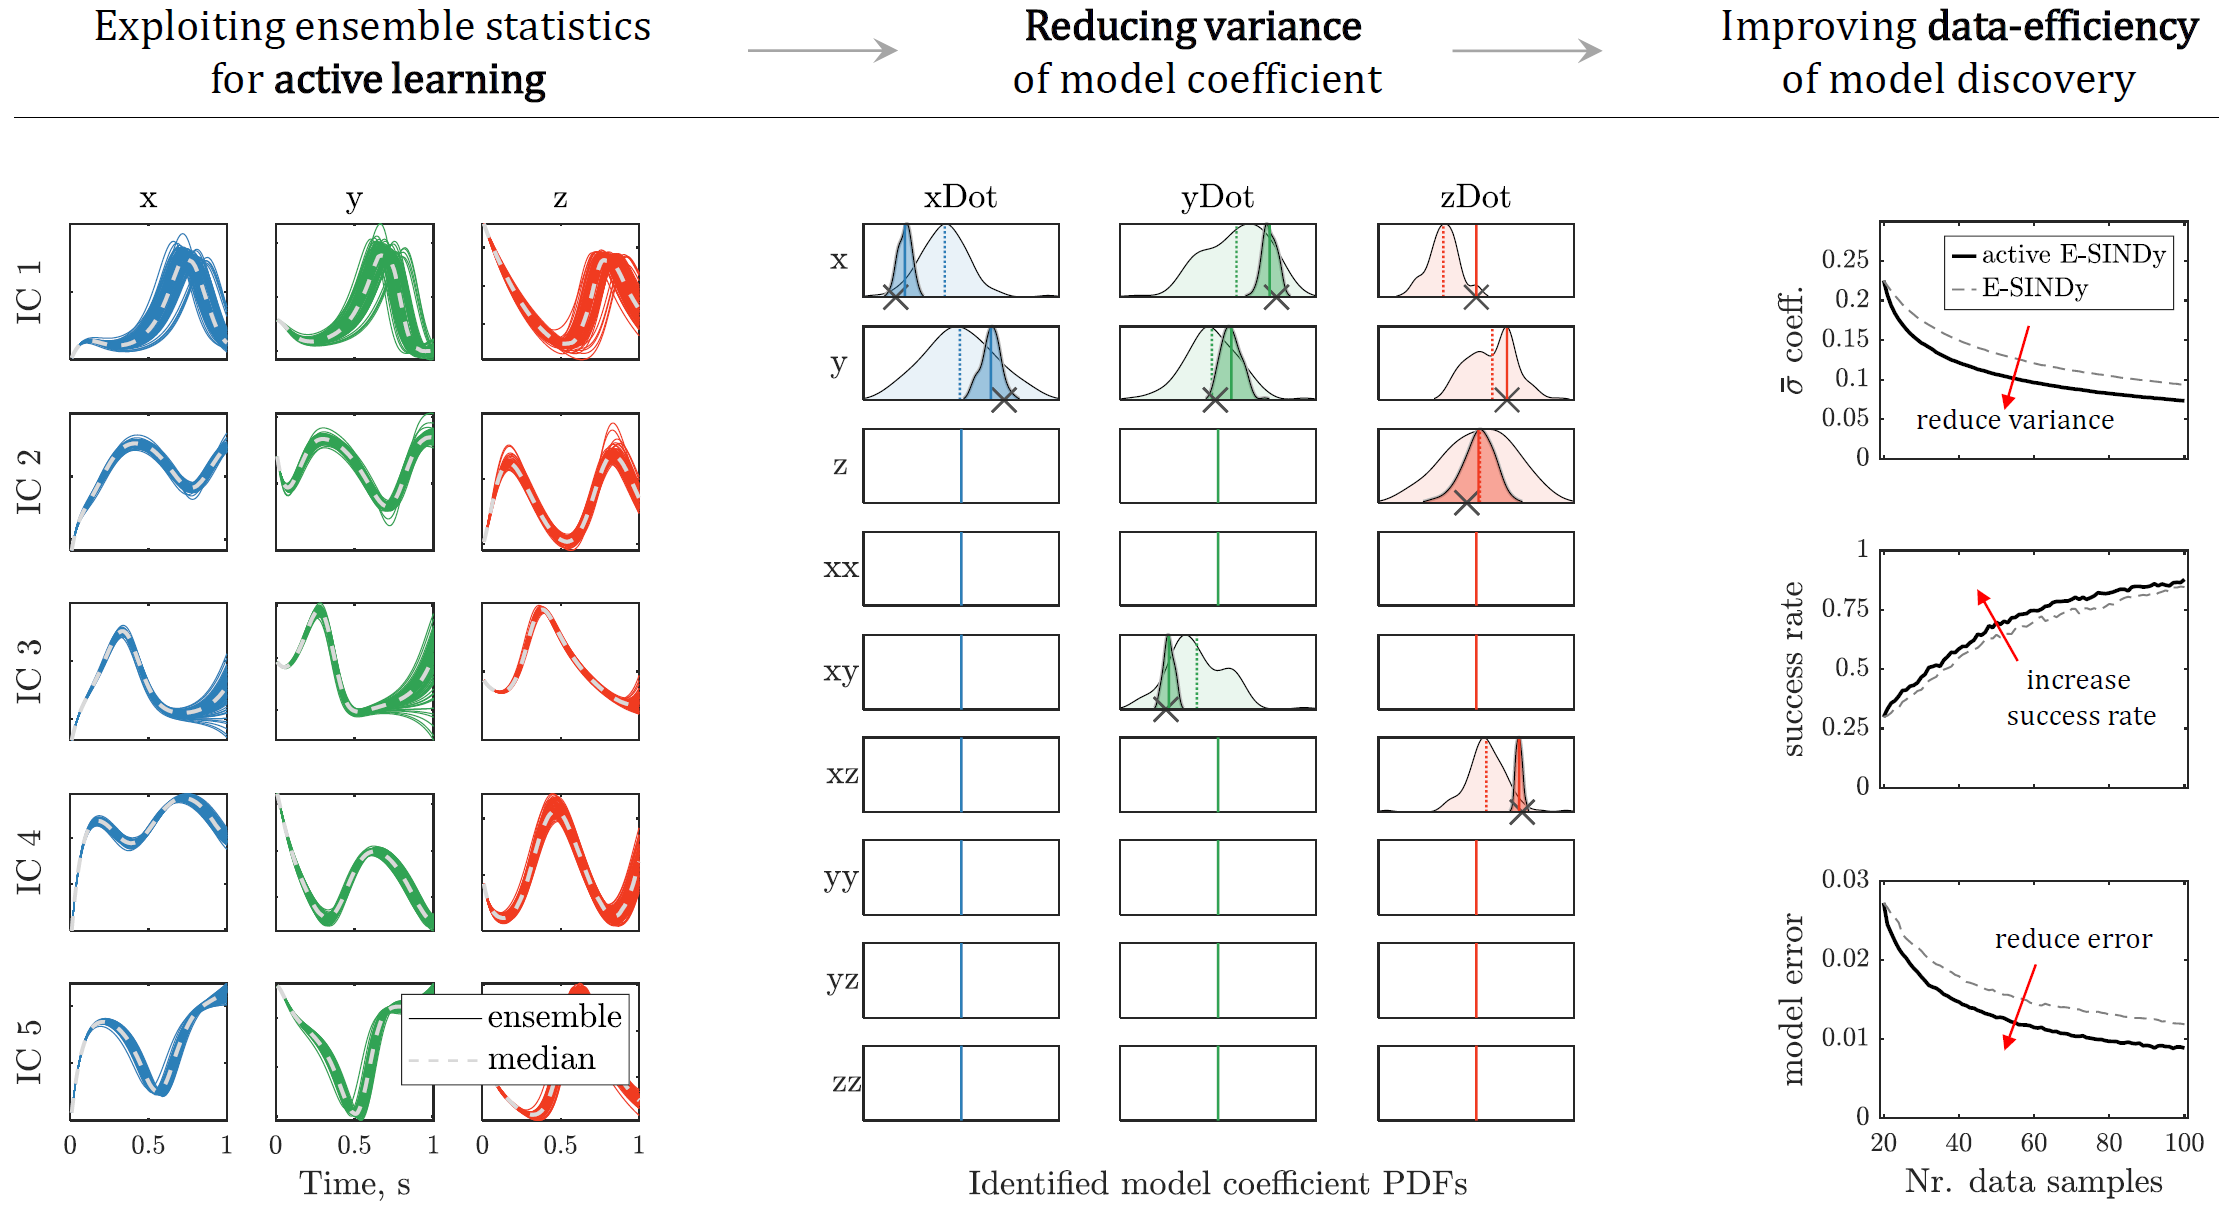 Exploiting ensemble statistics
for active learning
Reducing variance
of model coefficient
Improving data-efficiency
of model discovery
x
y
z
IC 1
IC 2
IC 3
IC 4
IC 5
ensemble
median
0
0.5
1
0
0.5
1
0
0.5
1
Time, s
xDot
yDot
zDot
x
y
z
xx
xy
xz
yy
yz
zz
Identified model coefficient PDFs
σ̄ coeff.
0.25
0.2
0.15
0.1
0.05
0
active E-SINDy
E-SINDy
reduce variance
success rate
1
0.75
0.5
0.25
0
increase
success rate
model error
0.03
0.02
0.01
0
reduce error
20
40
60
80
100
Nr. data samples